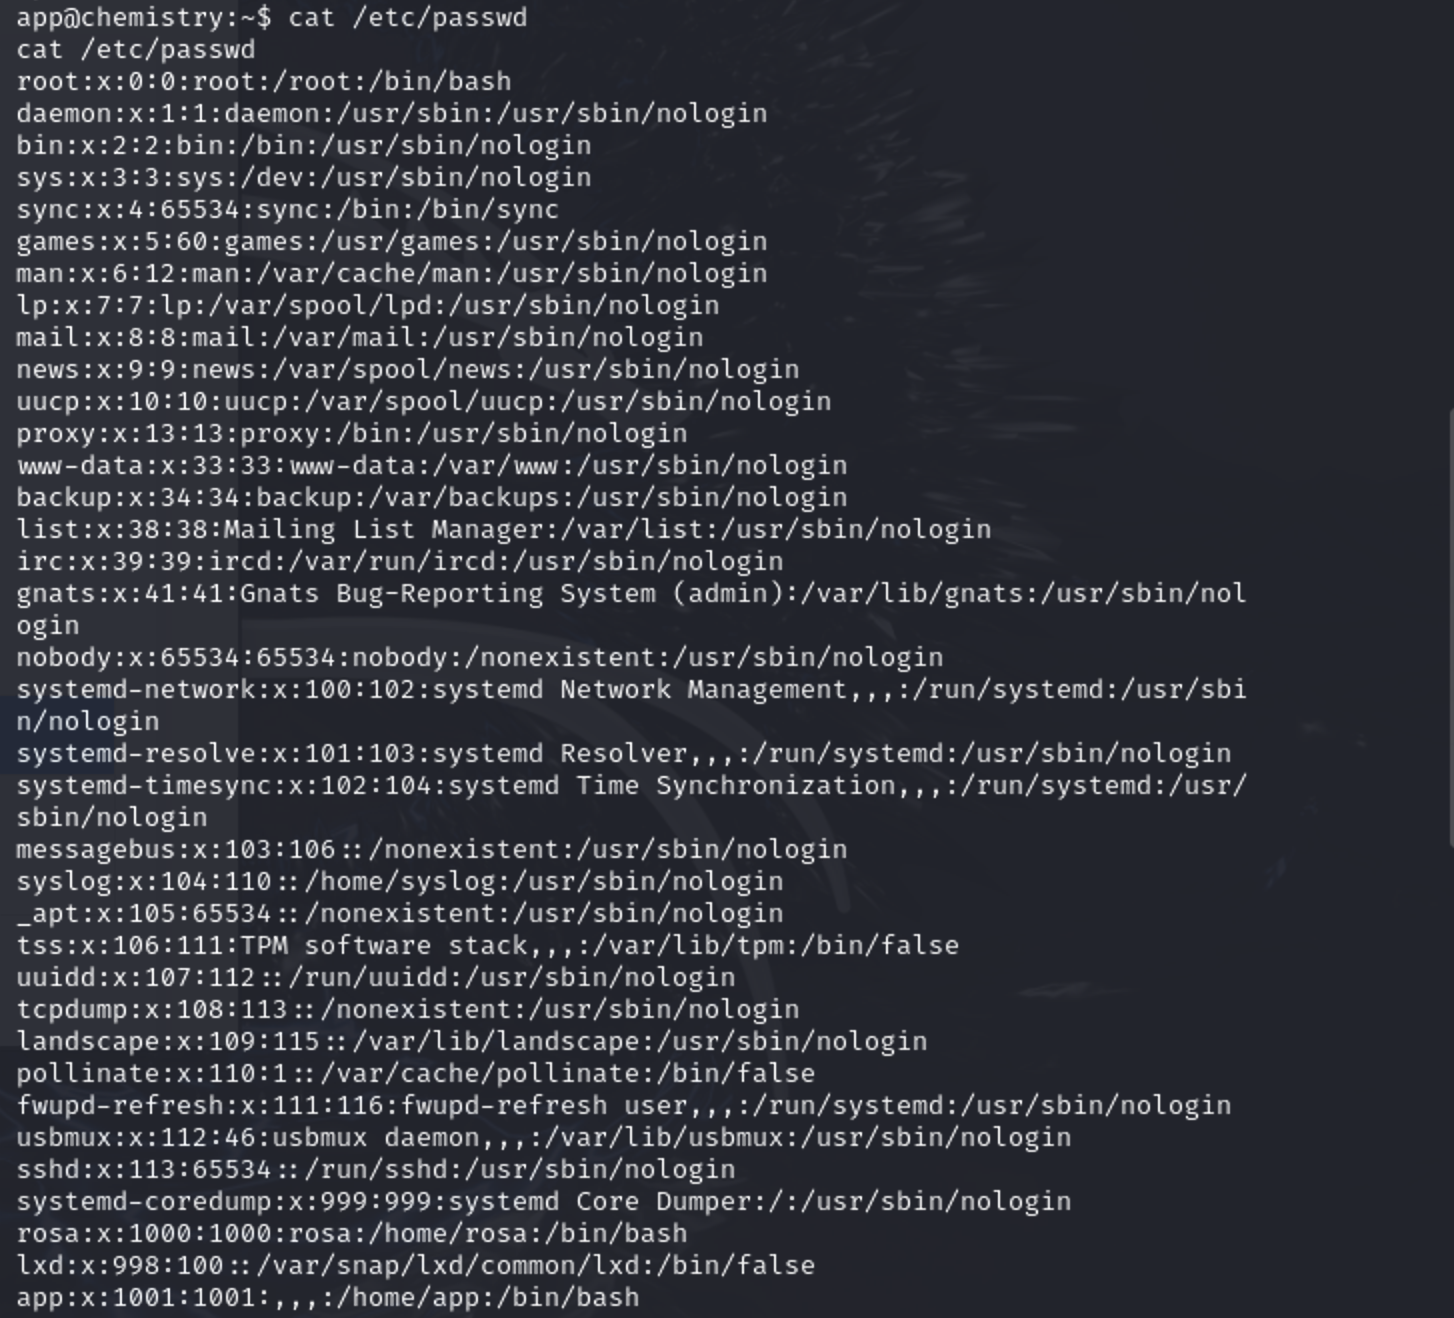 app@chemistry:~$ cat /etc/passwd
cat /etc/passwd
root:x:0:0:root:/root:/bin/bash
daemon:x:1:1:daemon:/usr/sbin:/usr/sbin/nologin
bin:x:2:2:bin:/bin:/usr/sbin/nologin
sys:x:3:3:sys:/dev:/usr/sbin/nologin
sync:x:4:65534:sync:/bin:/bin/sync
games:x:5:60:games:/usr/games:/usr/sbin/nologin
man:x:6:12:man:/var/cache/man:/usr/sbin/nologin
lp:x:7:7:lp:/var/spool/lpd:/usr/sbin/nologin
mail:x:8:8:mail:/var/mail:/usr/sbin/nologin
news:x:9:9:news:/var/spool/news:/usr/sbin/nologin
uucp:x:10:10:uucp:/var/spool/uucp:/usr/sbin/nologin
proxy:x:13:13:proxy:/bin:/usr/sbin/nologin
www-data:x:33:33:www-data:/var/www:/usr/sbin/nologin
backup:x:34:34:backup:/var/backups:/usr/sbin/nologin
list:x:38:38:Mailing List Manager:/var/list:/usr/sbin/nologin
irc:x:39:39:ircd:/var/run/ircd:/usr/sbin/nologin
gnats:x:41:41:Gnats Bug-Reporting System (admin):/var/lib/gnats:/usr/sbin/nol
ogin
nobody:x:65534:65534:nobody:/nonexistent:/usr/sbin/nologin
systemd-network:x:100:102:systemd Network Management,,,:/run/systemd:/usr/sbi
n/nologin
systemd-resolve:x:101:103:systemd Resolver,,,:/run/systemd:/usr/sbin/nologin
systemd-timesync:x:102:104:systemd Time Synchronization,,,:/run/systemd:/usr/
sbin/nologin
messagebus:x:103:106::/nonexistent:/usr/sbin/nologin
syslog:x:104:110::/home/syslog:/usr/sbin/nologin
_apt:x:105:65534::/nonexistent:/usr/sbin/nologin
tss:x:106:111:TPM software stack,,,:/var/lib/tpm:/bin/false
uuidd:x:107:112::/run/uuidd:/usr/sbin/nologin
tcpdump:x:108:113::/nonexistent:/usr/sbin/nologin
landscape:x:109:115::/var/lib/landscape:/usr/sbin/nologin
pollinate:x:110:1::/var/cache/pollinate:/bin/false
fwupd-refresh:x:111:116:fwupd-refresh user,,,:/run/systemd:/usr/sbin/nologin
usbmux:x:112:46:usbmux daemon,,,:/var/lib/usbmux:/usr/sbin/nologin
sshd:x:113:65534::/run/sshd:/usr/sbin/nologin
systemd-coredump:x:999:999:systemd Core Dumper:/:/usr/sbin/nologin
rosa:x:1000:1000:rosa:/home/rosa:/bin/bash
lxd:x:998:100::/var/snap/lxd/common/lxd:/bin/false
app:x:1001:1001:,,,:/home/app:/bin/bash